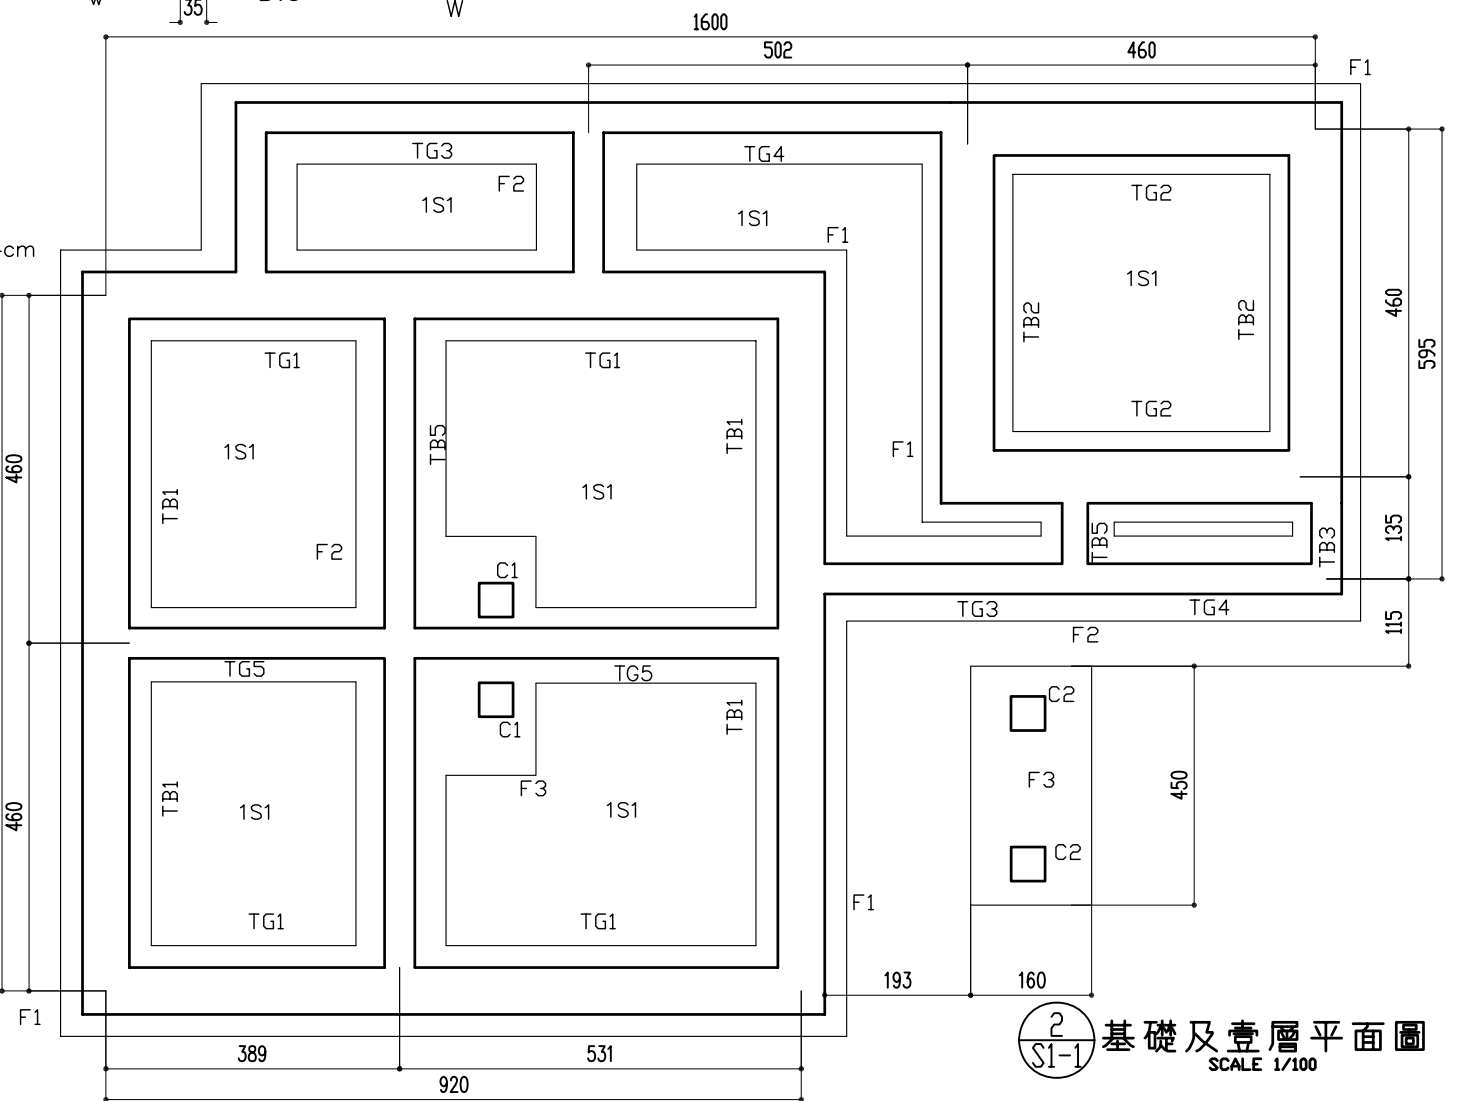 W
35
W
1600
502
460
F1
TG3
F2
1S1
TG4
1S1
F1
TG2
1S1
TB2
TB2
TG2
cm
460
595
TG1
1S1
TB1
F2
TG1
TB5
TB1
1S1
C1
F1
460
TB5
TB3
135
TG3
TG4
F2
115
TG5
TG5
C1
TB1
TB1
1S1
F3
1S1
TG1
TG1
460
C2
F3
C2
450
F1
F1
193
160
389
531
920
2
S1-1
基礎及壹層平面圖
SCALE 1/100